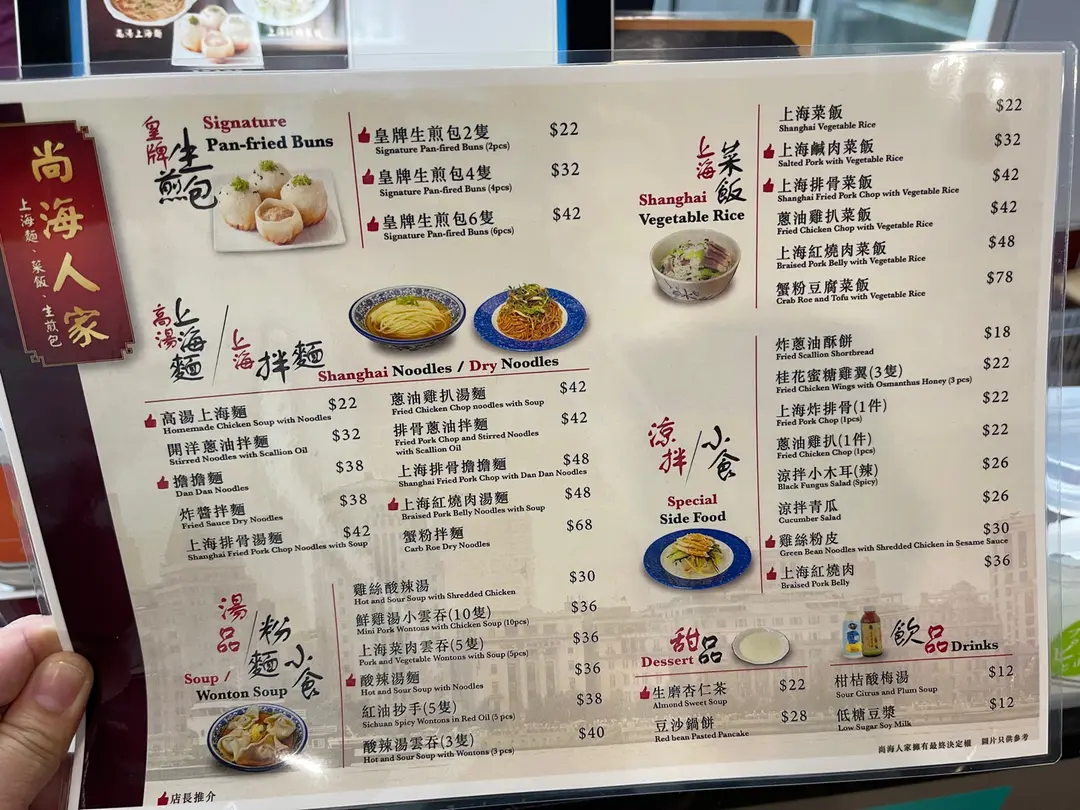 高湯上海麵
尚海人家
上海麵、菜飯、生煎包
皇牌生煎包
Signature
Pan-fried Buns
皇牌生煎包2隻 $22
Signature Pan-fired Buns (2pcs)
皇牌生煎包4隻 $32
Signature Pan-fired Buns (4pcs)
皇牌生煎包6隻 $42
Signature Pan-fired Buns (6pcs)
高湯上海麵/上海拌麵
Shanghai Noodles / Dry Noodles
高湯上海麵 $22
Homemade Chicken Soup with Noodles
開洋蔥油拌麵 $32
Stirred Noodles with Scallion Oil
擔擔麵 $38
Dan Dan Noodles
炸醬拌麵 $38
Fried Sauce Dry Noodles
上海排骨湯麵 $42
Shanghai Fried Pork Chop Noodles with Soup
蔥油雞扒湯麵 $42
Fried Chicken Chop noodles with Soup
排骨蔥油拌麵 $42
Fried Pork Chop and Stirred Noodles
with Scallion Oil
上海排骨擔擔麵 $48
Shanghai Fried Pork Chop with Dan Dan Noodles
上海紅燒肉湯麵 $48
Braised Pork Belly Noodles with Soup
蟹粉拌麵 $68
Carb Roe Dry Noodles
湯品/粉麵小食
Soup /
Wonton Soup
雞絲酸辣湯 $30
Hot and Sour Soup with Shredded Chicken
鮮雞湯小雲吞(10隻) $36
Mini Pork Wontons with Chicken Soup (10pcs)
上海菜肉雲吞(5隻) $36
Pork and Vegetable Wontons with Soup (5pcs)
酸辣湯麵 $36
Hot and Sour Soup with Noodles
紅油抄手(5隻) $38
Sichuan Spicy Wontons in Red Oil (5 pcs)
酸辣湯雲吞(3隻) $40
Hot and Sour Soup with Wontons (3 pcs)
店長推介
上海菜飯
Shanghai
Vegetable Rice
上海菜飯 $22
Shanghai Vegetable Rice
上海鹹肉菜飯 $32
Salted Pork with Vegetable Rice
上海排骨菜飯 $42
Shanghai Fried Pork Chop with Vegetable Rice
蔥油雞扒菜飯 $42
Fried Chicken Chop with Vegetable Rice
上海紅燒肉菜飯 $48
Braised Pork Belly with Vegetable Rice
蟹粉豆腐菜飯 $78
Crab Roe and Tofu with Vegetable Rice
涼拌/小食
Special
Side Food
炸蔥油酥餅 $18
Fried Scallion Shortbread
桂花蜜糖雞翼(3隻) $22
Fried Chicken Wings with Osmanthus Honey (3 pcs)
上海炸排骨(1件) $22
Fried Pork Chop (1pcs)
蔥油雞扒(1件) $22
Fried Chicken Chop (1pcs)
涼拌小木耳(辣) $26
Black Fungus Salad (Spicy)
涼拌青瓜 $26
Cucumber Salad
雞絲粉皮 $30
Green Bean Noodles with Shredded Chicken in Sesame Sauce
上海紅燒肉 $36
Braised Pork Belly
甜品
Dessert
生磨杏仁茶 $22
Almond Sweet Soup
豆沙鍋餅 $28
Red bean Pasted Pancake
飲品 Drinks
柑桔酸梅湯 $12
Sour Citrus and Plum Soup
低糖豆漿 $12
Low Sugar Soy Milk
尚海人家擁有最終決定權 圖片只供參考